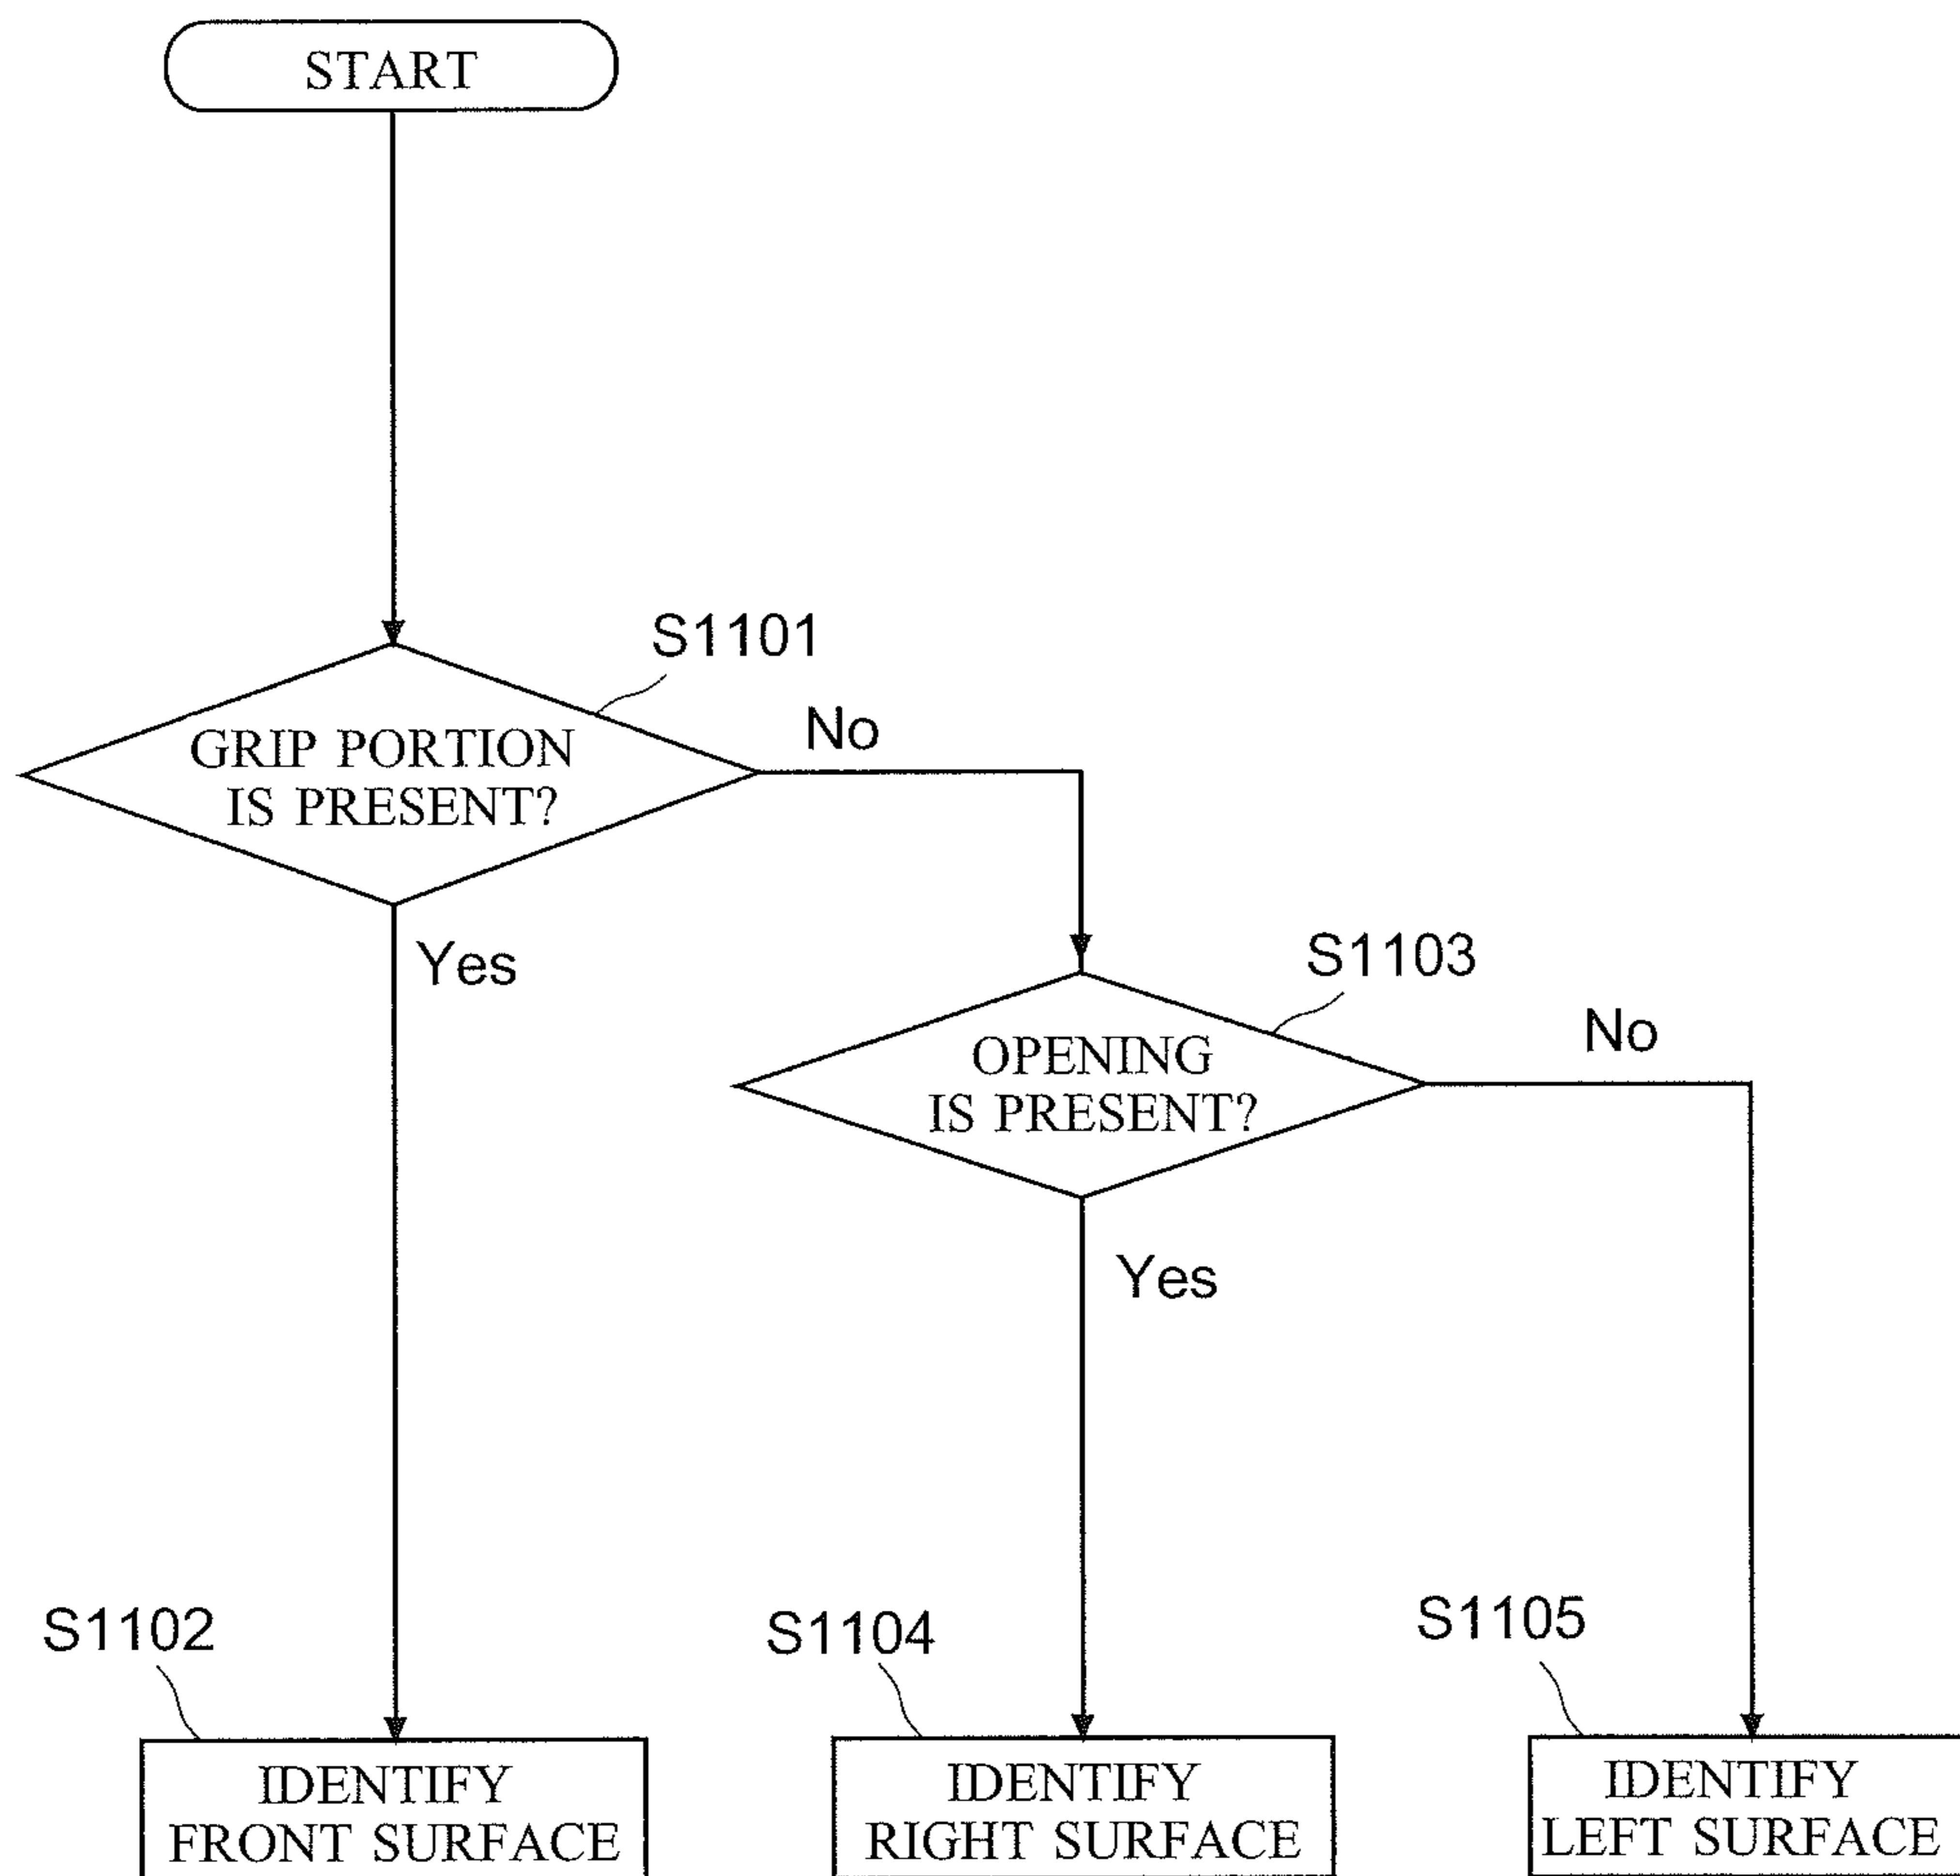 START
S1101
GRIP PORTION
IS PRESENT?
No
Yes
S1103
OPENING
IS PRESENT?
No
Yes
S1102
IDENTIFY
FRONT SURFACE
S1104
IDENTIFY
RIGHT SURFACE
S1105
IDENTIFY
LEFT SURFACE